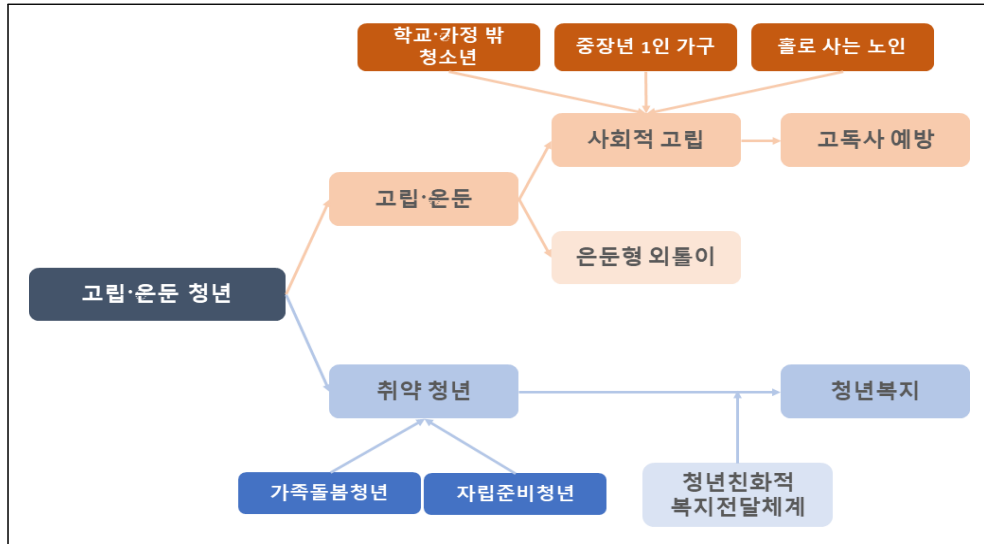 학교·가정 밖
청소년
중장년 1인 가구
홀로 사는 노인
사회적 고립
고독사 예방
고립·은둔
은둔형 외톨이
고립·은둔 청년
취약 청년
청년복지
가족돌봄청년
자립준비청년
청년친화적
복지전달체계